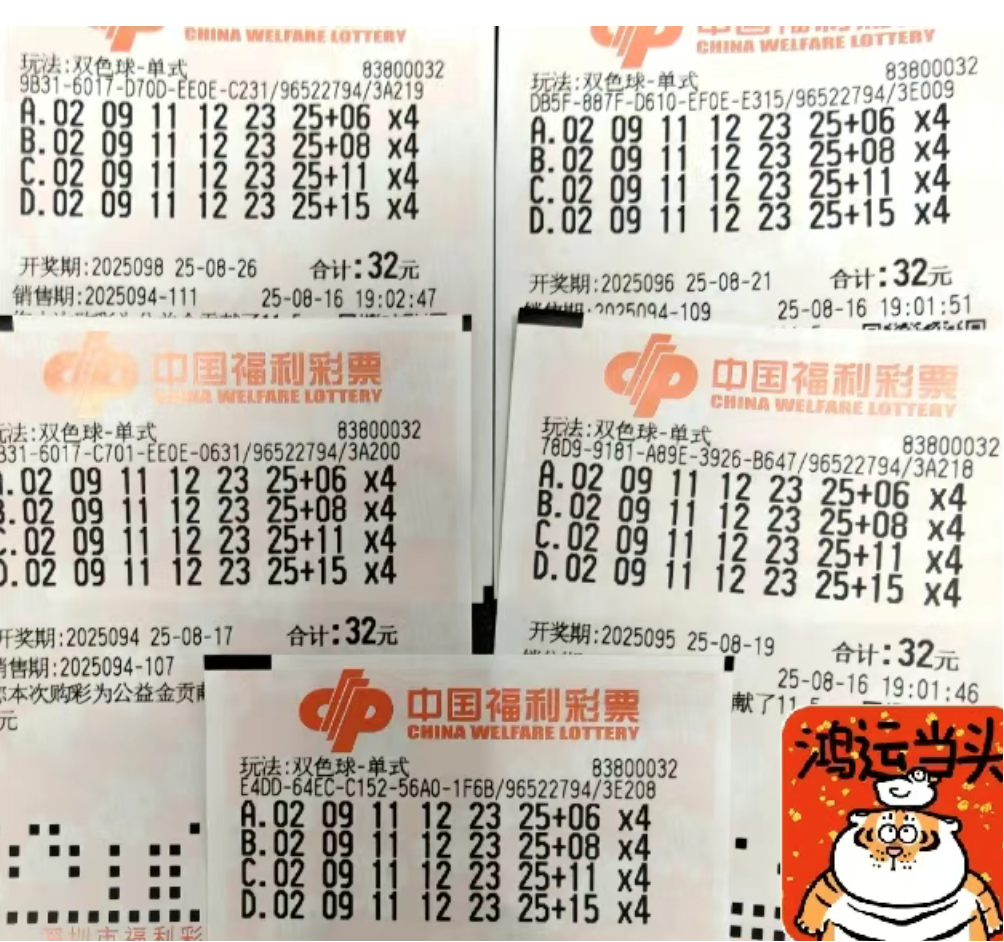 CHINA WELFARE LOTTERY
玩法:双色球-单式 83800032
9B31-6017-D70D-EE0E-C231/96522794/3A219
A.02 09 11 12 23 25+06 x4
B.02 09 11 12 23 25+08 x4
C.02 09 11 12 23 25+11 x4
D.02 09 11 12 23 25+15 x4
开奖期:2025098 25-08-26 合计:32元
销售期:2025094-111 25-08-16 19:02:47
CHINA WELFARE LOTTERY
玩法:双色球-单式 83800032
DB5F-887F-D610-EF0E-E315/96522794/3E009
A.02 09 11 12 23 25+06 x4
B.02 09 11 12 23 25+08 x4
C.02 09 11 12 23 25+11 x4
D.02 09 11 12 23 25+15 x4
开奖期:2025096 25-08-21 合计:32元
销售期:2025094-109 25-08-16 19:01:51
中国福利彩票
CHINA WELFARE LOTTERY
玩法:双色球-单式 83800032
B31-6017-C701-EE0E-0631/96522794/3A200
.02 09 11 12 23 25+06 x4
B.02 09 11 12 23 25+08 x4
C.02 09 11 12 23 25+11 x4
D.02 09 11 12 23 25+15 x4
开奖期:2025094 25-08-17 合计:32元
销售期:2025094-107
您本次购彩为公益金贡献
元
中国福利彩票
CHINA WELFARE LOTTERY
玩法:双色球-单式 83800032
78D9-9181-A89E-3926-B647/96522794/3A218
A.02 09 11 12 23 25+06 x4
B.02 09 11 12 23 25+08 x4
C.02 09 11 12 23 25+11 x4
D.02 09 11 12 23 25+15 x4
开奖期:2025095 25-08-19 合计:32元
25-08-16 19:01:46
献了11.5
中国福利彩票
CHINA WELFARE LOTTERY
玩法:双色球-单式 83800032
E4DD-64EC-C152-56A0-1F6B/96522794/3E208
A.02 09 11 12 23 25+06 x4
B.02 09 11 12 23 25+08 x4
C.02 09 11 12 23 25+11 x4
D.02 09 11 12 23 25+15 x4
深圳市福利彩
鸿运当头